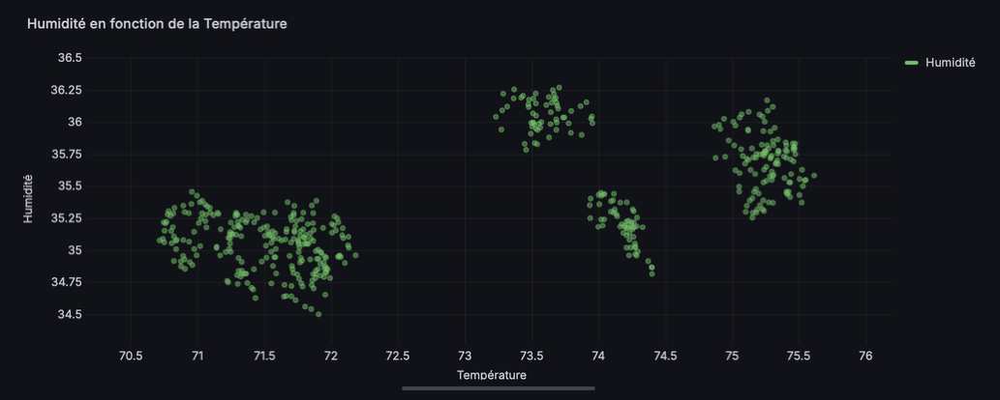 Humidité en fonction de la Température
Humidité
36.5
36.25
36
35.75
35.5
35.25
35
34.75
34.5
Humidité
70.5 71 71.5 72 72.5 73 73.5 74 74.5 75 75.5 76
Température